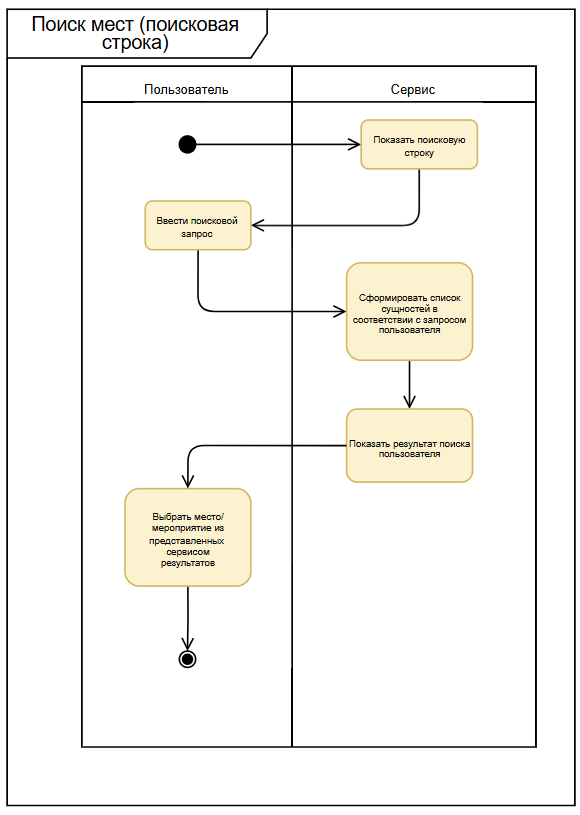 Поиск мест (поисковая
строка)
Пользователь
Сервис
Показать поисковую
строку
Ввести поисковой
запрос
Сформировать список
сущностей в
соответствии с запросом
пользователя
Показать результат поиска
пользователя
Выбрать место/
мероприятие из
представленных
сервисом
результатов